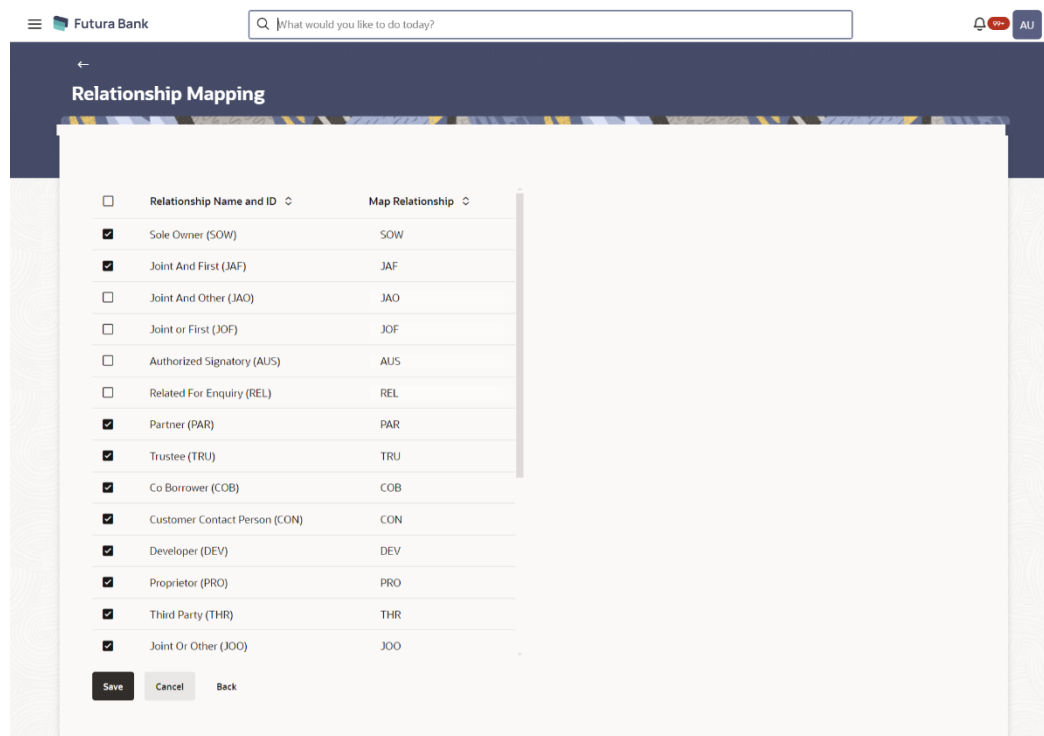 Futura Bank
What would you like to do today?
99+
AU
Relationship Mapping
Relationship Name and ID Map Relationship
Sole Owner (SOW) SOW
Joint And First (JAF) JAF
Joint And Other (JAO) JAO
Joint or First (JOF) JOF
Authorized Signatory (AUS) AUS
Related For Enquiry (REL) REL
Partner (PAR) PAR
Trustee (TRU) TRU
Co Borrower (COB) COB
Customer Contact Person (CON) CON
Developer (DEV) DEV
Proprietor (PRO) PRO
Third Party (THR) THR
Joint Or Other (JOO) JOO
Save Cancel Back